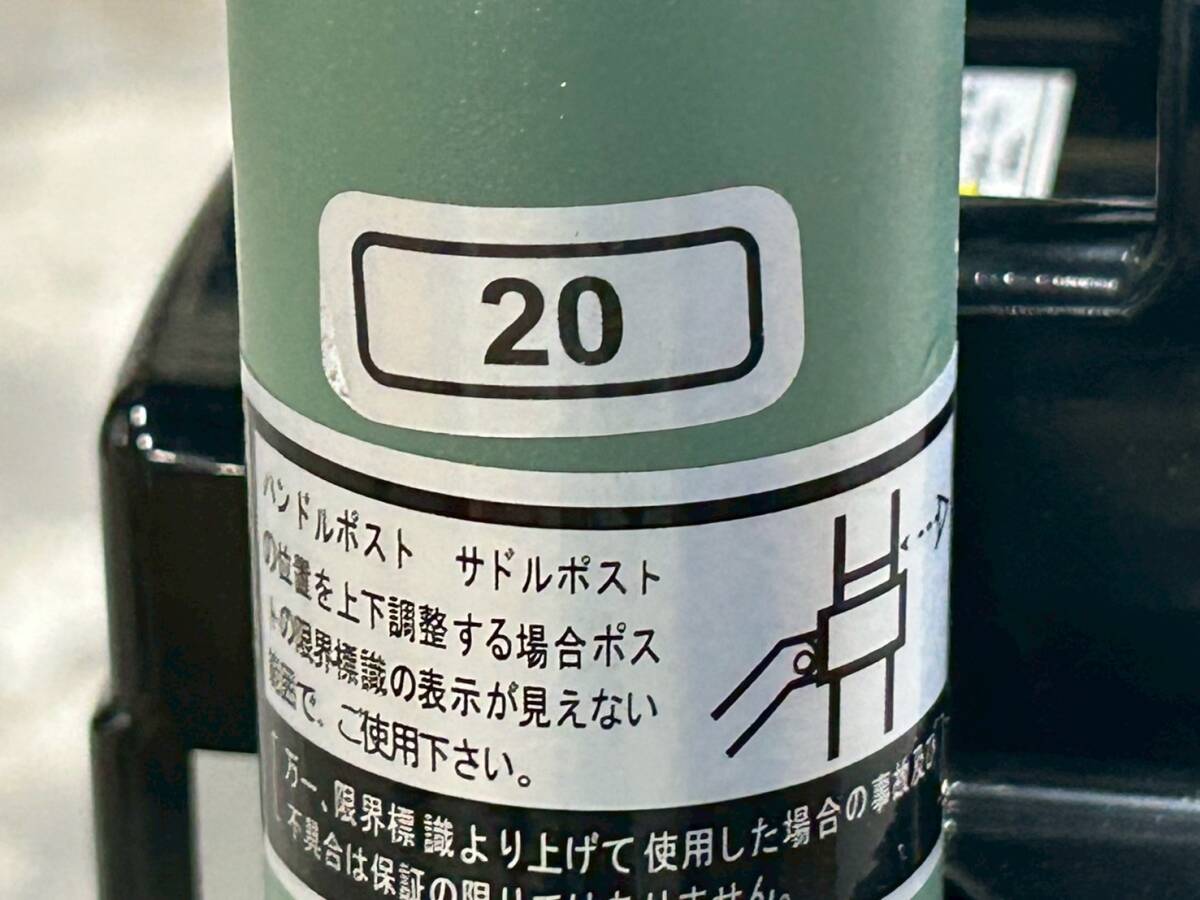 20
ハンドルポスト　サドルポスト
の位置を上下調整する場合ポス
トの限界標識の表示が見えない
範囲で、ご使用下さい。
万一、限界標識より上げて使用した場合の事故及び
不具合は保証の限りではありません。